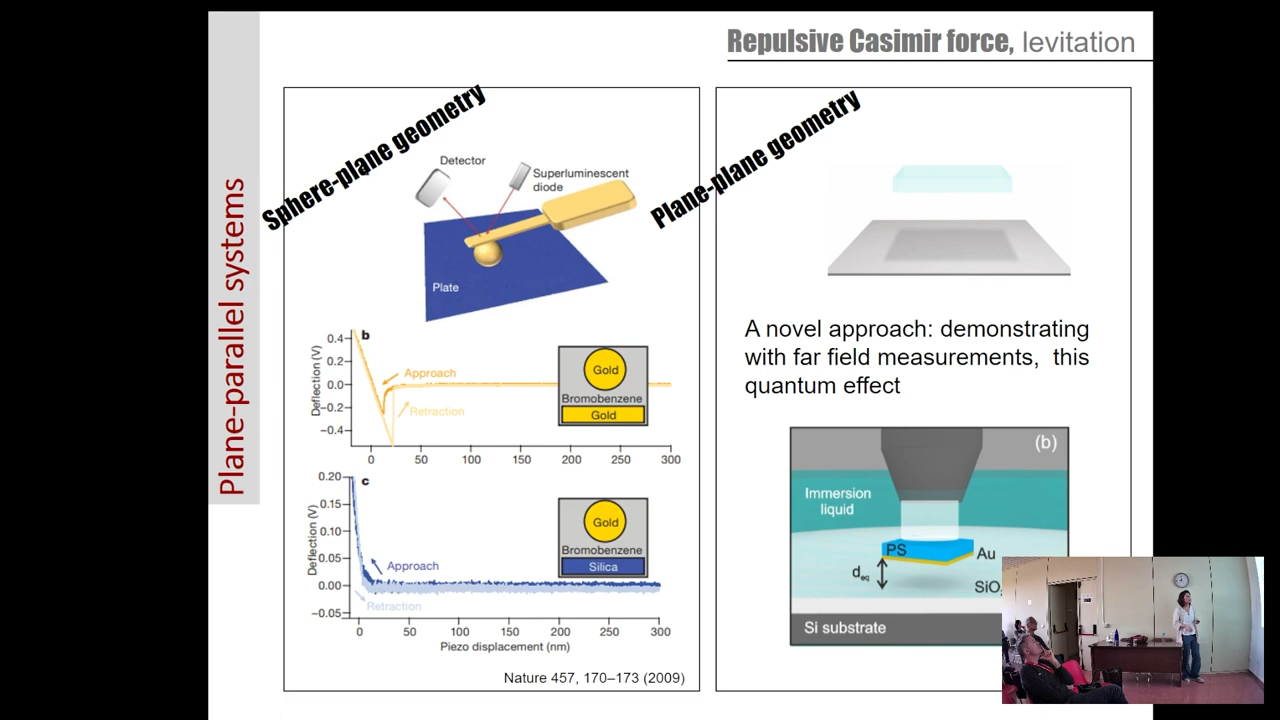 Repulsive Casimir force, levitation
Plane-parallel systems
Sphere-plane geometry
Detector
Superluminescent
diode
Plate
b
Deflection (V)
0.4
0.2
0.0
−0.2
−0.4
Approach
Retraction
Gold
Bromobenzene
Gold
0 50 100 150 200 250 300
c
Deflection (V)
0.20
0.15
0.10
0.05
0.00
−0.05
Approach
Retraction
Gold
Bromobenzene
Silica
0 50 100 150 200 250 300
Piezo displacement (nm)
Nature 457, 170–173 (2009)
Plane-plane geometry
A novel approach: demonstrating
with far field measurements, this
quantum effect
(b)
Immersion
liquid
PS
Au
deq
SiO
Si substrate